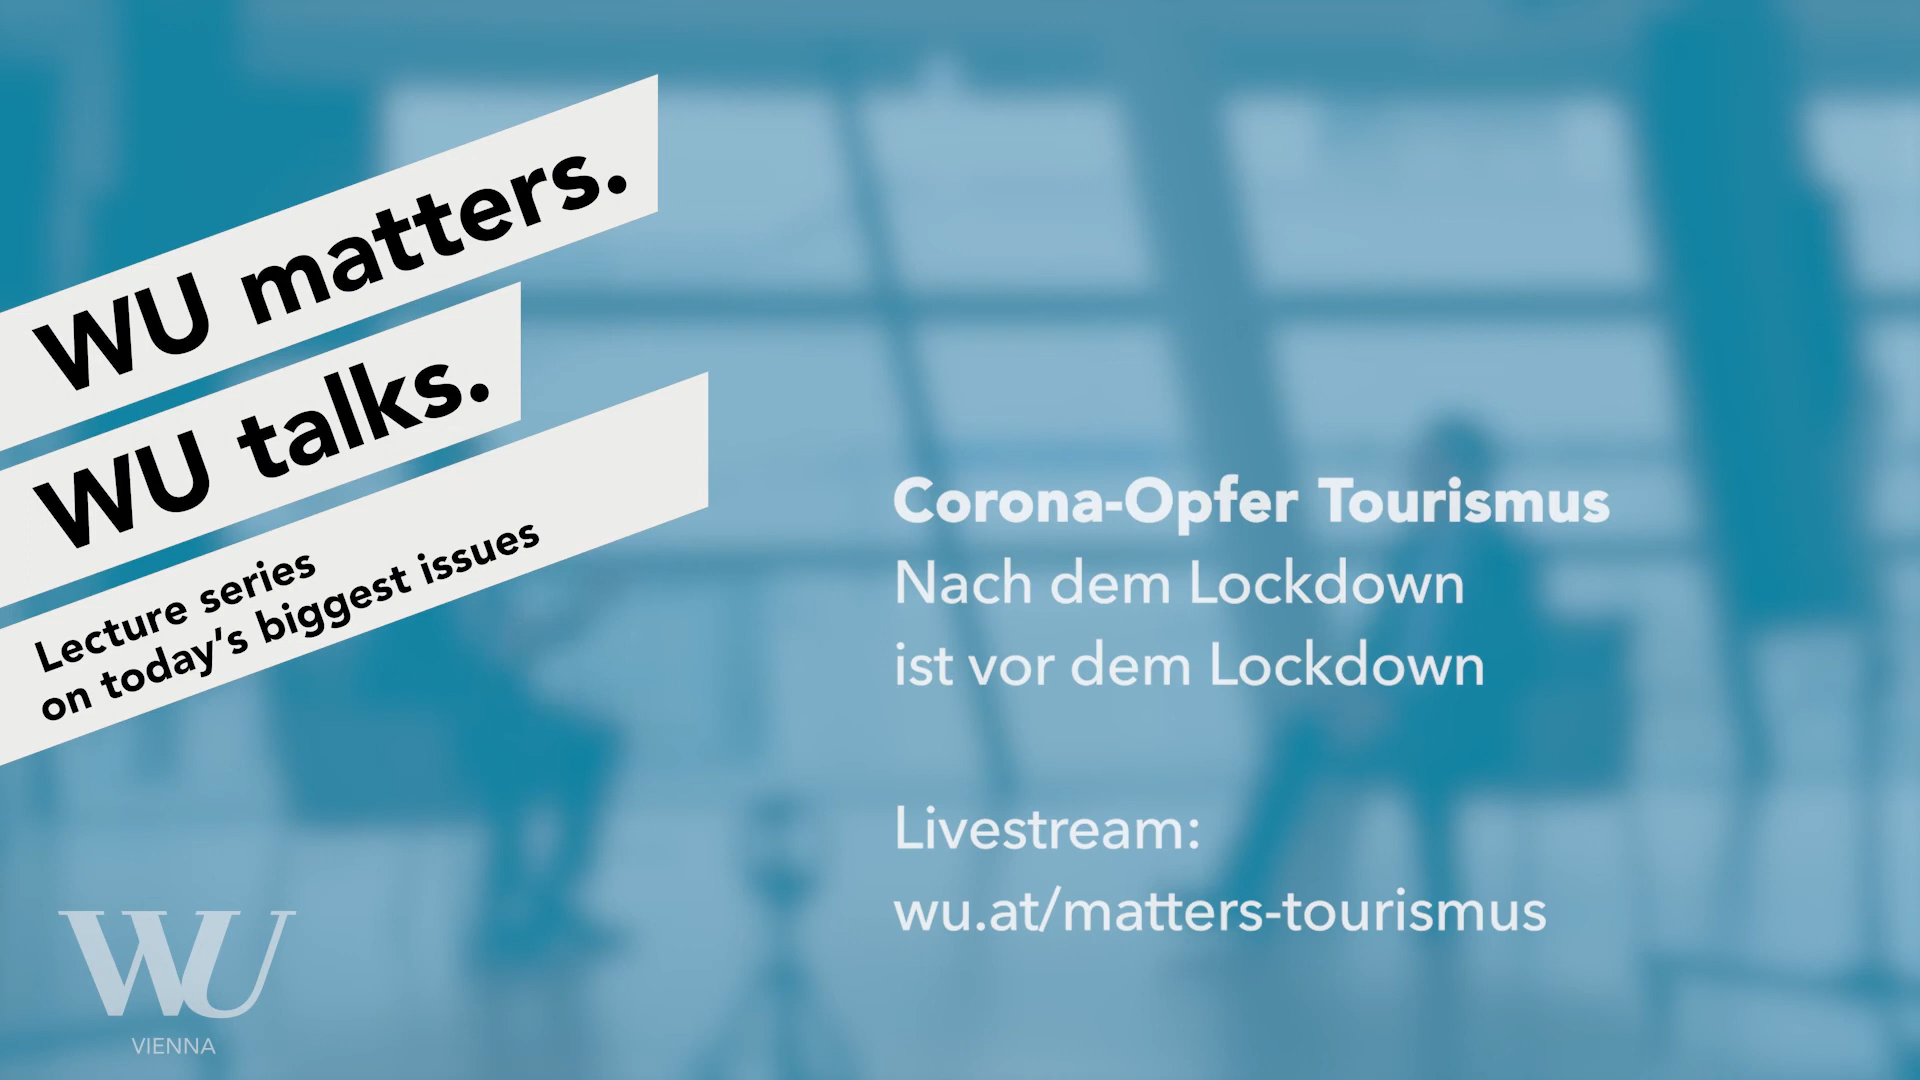 WU matters.
WU talks.
Lecture series
on today's biggest issues
Corona-Opfer Tourismus
Nach dem Lockdown
ist vor dem Lockdown
Livestream:
wu.at/matters-tourismus
WU
VIENNA